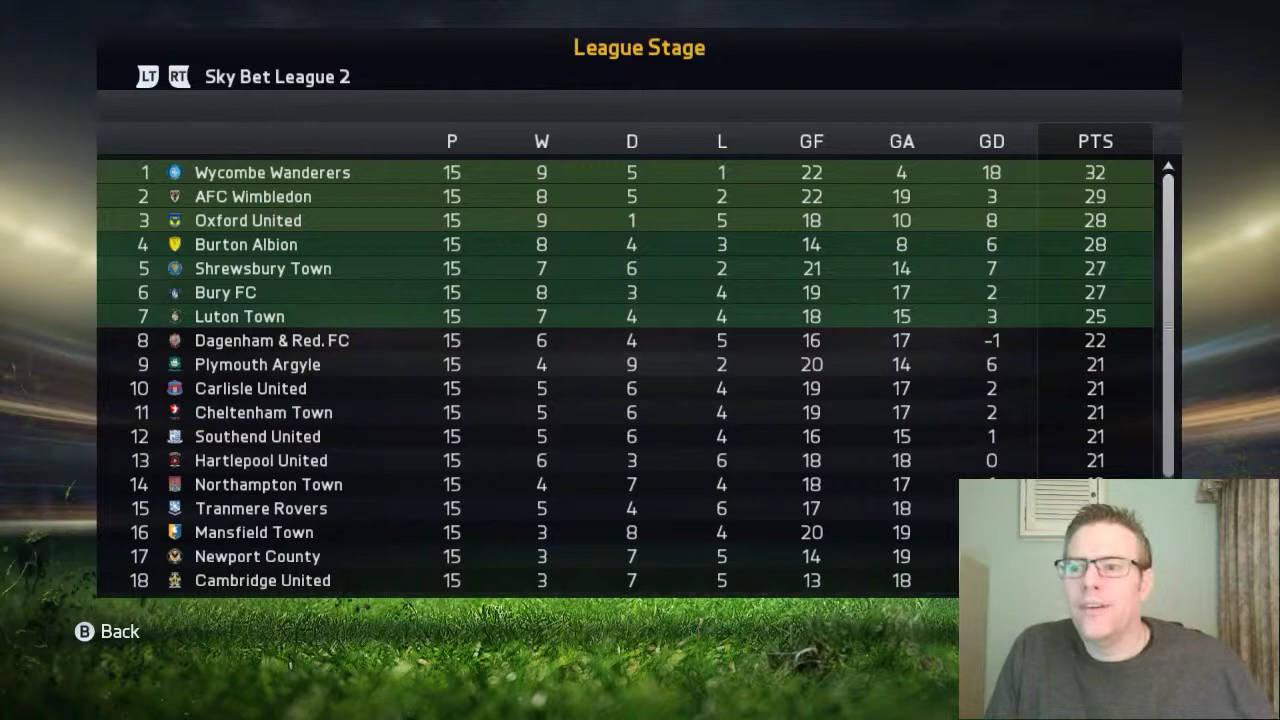 League Stage
LT RT Sky Bet League 2
P W D L GF GA GD PTS
1 Wycombe Wanderers 15 9 5 1 22 4 18 32
2 AFC Wimbledon 15 8 5 2 22 19 3 29
3 Oxford United 15 9 1 5 18 10 8 28
4 Burton Albion 15 8 4 3 14 8 6 28
5 Shrewsbury Town 15 7 6 2 21 14 7 27
6 Bury FC 15 8 3 4 19 17 2 27
7 Luton Town 15 7 4 4 18 15 3 25
8 Dagenham & Red. FC 15 6 4 5 16 17 -1 22
9 Plymouth Argyle 15 4 9 2 20 14 6 21
10 Carlisle United 15 5 6 4 19 17 2 21
11 Cheltenham Town 15 5 6 4 19 17 2 21
12 Southend United 15 5 6 4 16 15 1 21
13 Hartlepool United 15 6 3 6 18 18 0 21
14 Northampton Town 15 4 7 4 18 17
15 Tranmere Rovers 15 5 4 6 17 18
16 Mansfield Town 15 3 8 4 20 19
17 Newport County 15 3 7 5 14 19
18 Cambridge United 15 3 7 5 13 18
B Back